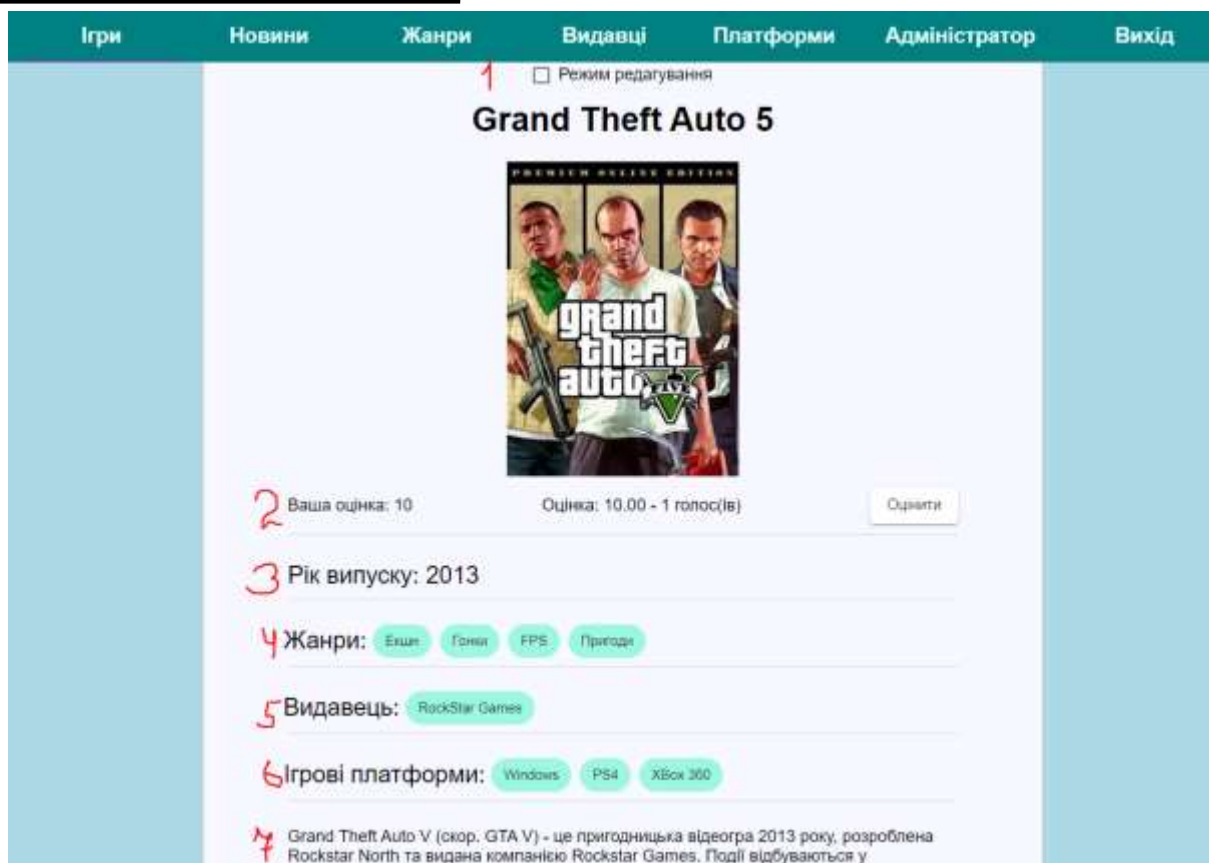 Ігри Новини Жанри Видавці Платформи Адміністратор Вихід
1 Режим редагування
Grand Theft Auto 5
PREMIUM ONLINE EDITION
grand
theft
auto
FIVE
2 Ваша оцінка: 10 Оцінка: 10.00 - 1 голос(ів) Оцінити
3 Рік випуску: 2013
4 Жанри: Екшн Гонки FPS Пригоди
5 Видавець: RockStar Games
6 Ігрові платформи: Windows PS4 XBox 360
7 Grand Theft Auto V (скор. GTA V) - це пригодницька відеогра 2013 року, розроблена
Rockstar North та видана компанією Rockstar Games. Події відбуваються у